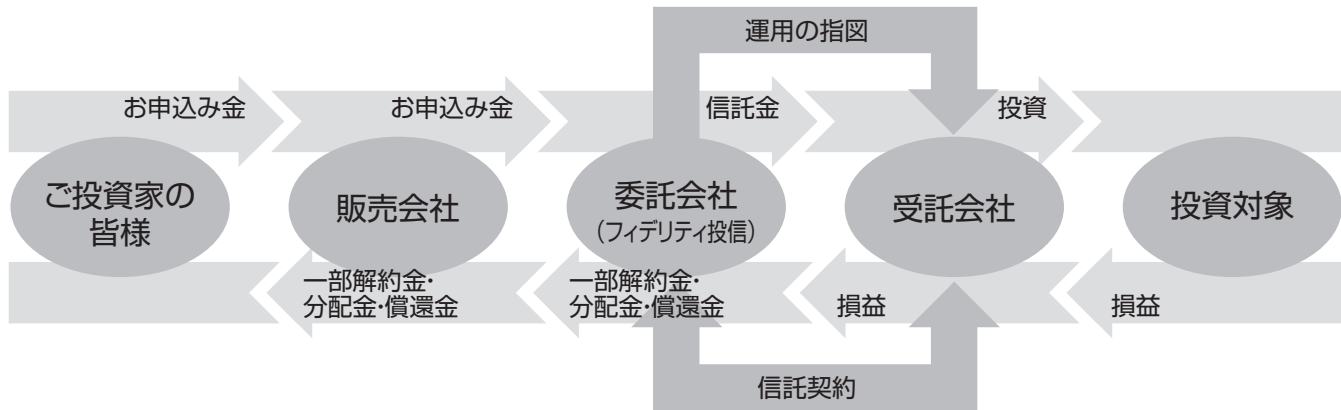 運用の指図
お申込み金
お申込み金
信託金
投資
ご投資家の
皆様
販売会社
委託会社
(フィデリティ投信)
受託会社
投資対象
一部解約金・
分配金・償還金
一部解約金・
分配金・償還金
損益
損益
信託契約